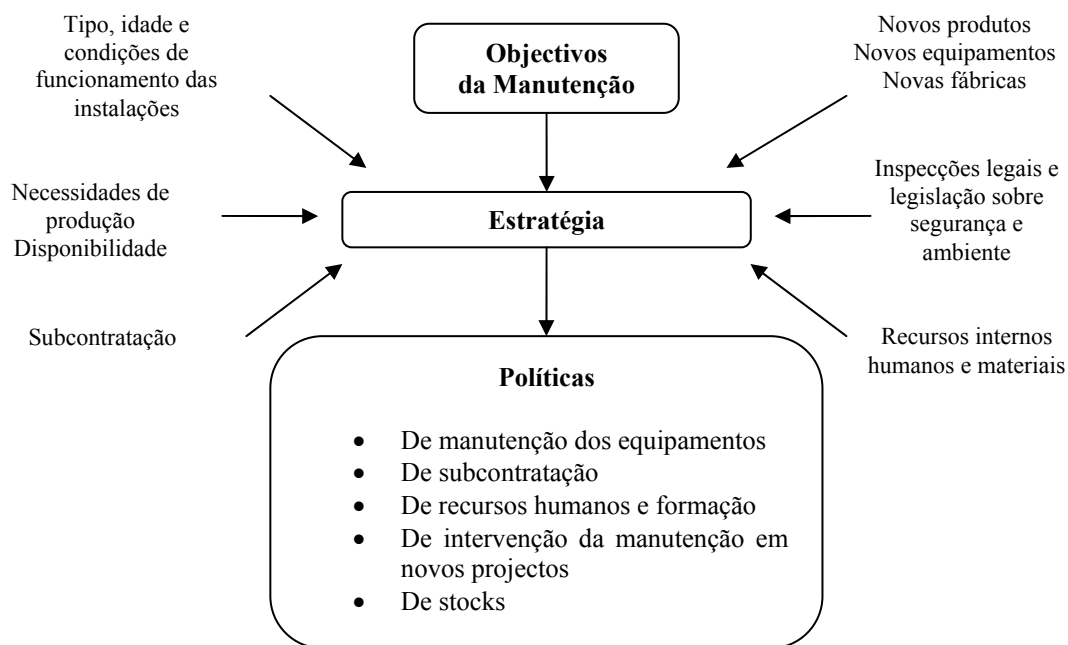 Tipo, idade e
condições de
funcionamento das
instalações
Objectivos
da Manutenção
Novos produtos
Novos equipamentos
Novas fábricas
Necessidades de
produção
Disponibilidade
Estratégia
Inspecções legais e
legislação sobre
segurança e
ambiente
Subcontratação
Recursos internos
humanos e materiais
Políticas
• De manutenção dos equipamentos
• De subcontratação
• De recursos humanos e formação
• De intervenção da manutenção em
novos projectos
• De stocks